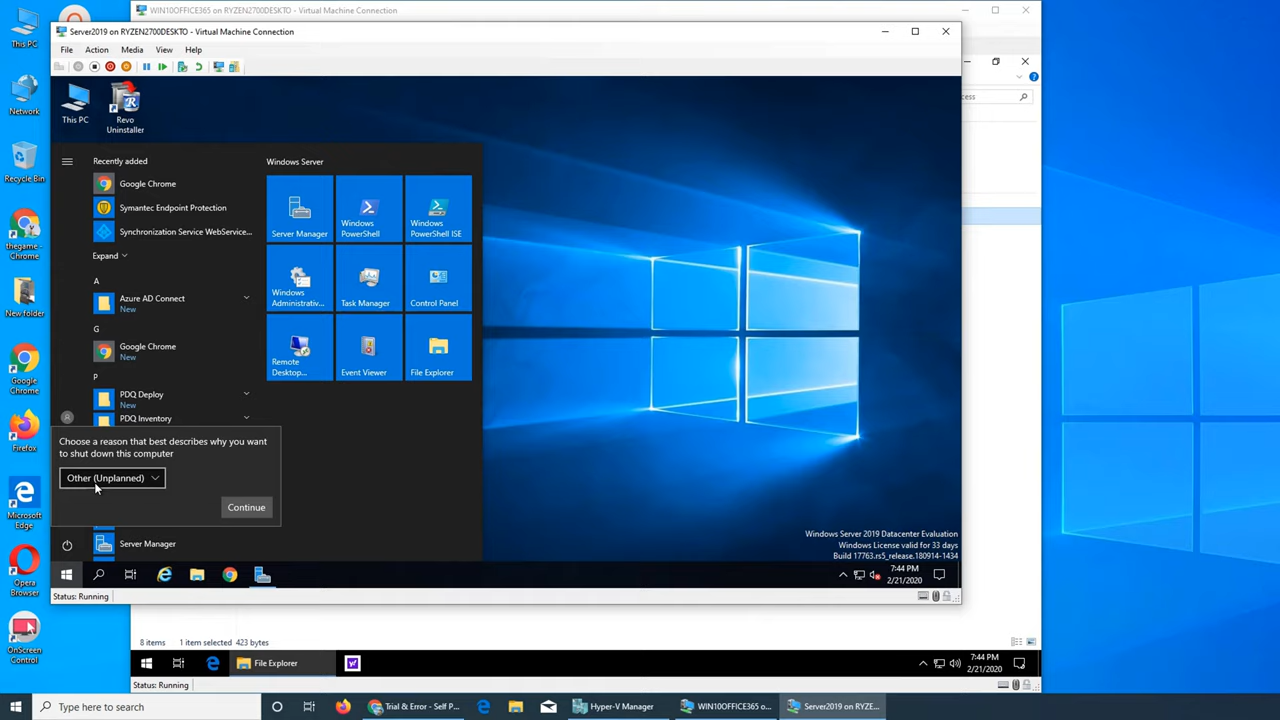 WIN10OFFICE365 on RYZEN2700DESKTO - Virtual Machine Connection
Server2019 on RYZEN2700DESKTO - Virtual Machine Connection
File Action Media View Help
This PC
Network
Recycle Bin
thegame - Chrome
New folder
Google Chrome
Firefox
Microsoft Edge
Opera Browser
OnScreen Control
This PC
Revo Uninstaller
Recently added
Google Chrome
Symantec Endpoint Protection
Synchronization Service WebService...
Expand
A
Azure AD Connect
New
G
Google Chrome
New
P
PDQ Deploy
New
PDQ Inventory
Choose a reason that best describes why you want
to shut down this computer
Other (Unplanned)
Continue
Server Manager
Windows Server
Server Manager
Windows PowerShell
Windows PowerShell ISE
Windows Administrativ...
Task Manager
Control Panel
Remote Desktop...
Event Viewer
File Explorer
Windows Server 2019 Datacenter Evaluation
Windows License valid for 33 days
Build 17763.rs5_release.180914-1434
7:44 PM
2/21/2020
Status: Running
8 items 1 item selected 423 bytes
File Explorer
7:44 PM
2/21/2020
Status: Running
Type here to search
Trial & Error - Self P...
Hyper-V Manager
WIN10OFFICE365 o...
Server2019 on RYZE...